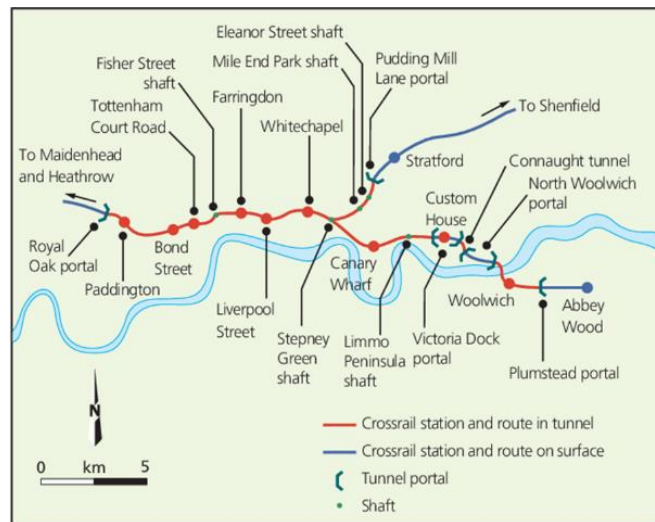 Eleanor Street shaft
Mile End Park shaft
Pudding Mill
Lane portal
Fisher Street
shaft
Farringdon
Tottenham
Court Road
Whitechapel
To Shenfield
To Maidenhead
and Heathrow
Stratford
Connaught tunnel
North Woolwich
portal
Custom
House
Royal
Oak portal
Paddington
Bond
Street
Liverpool
Street
Stepney
Green
shaft
Canary
Wharf
Limmo
Peninsula
shaft
Victoria Dock
portal
Woolwich
Abbey
Wood
Plumstead portal
N
0 km 5
Crossrail station and route in tunnel
Crossrail station and route on surface
Tunnel portal
Shaft